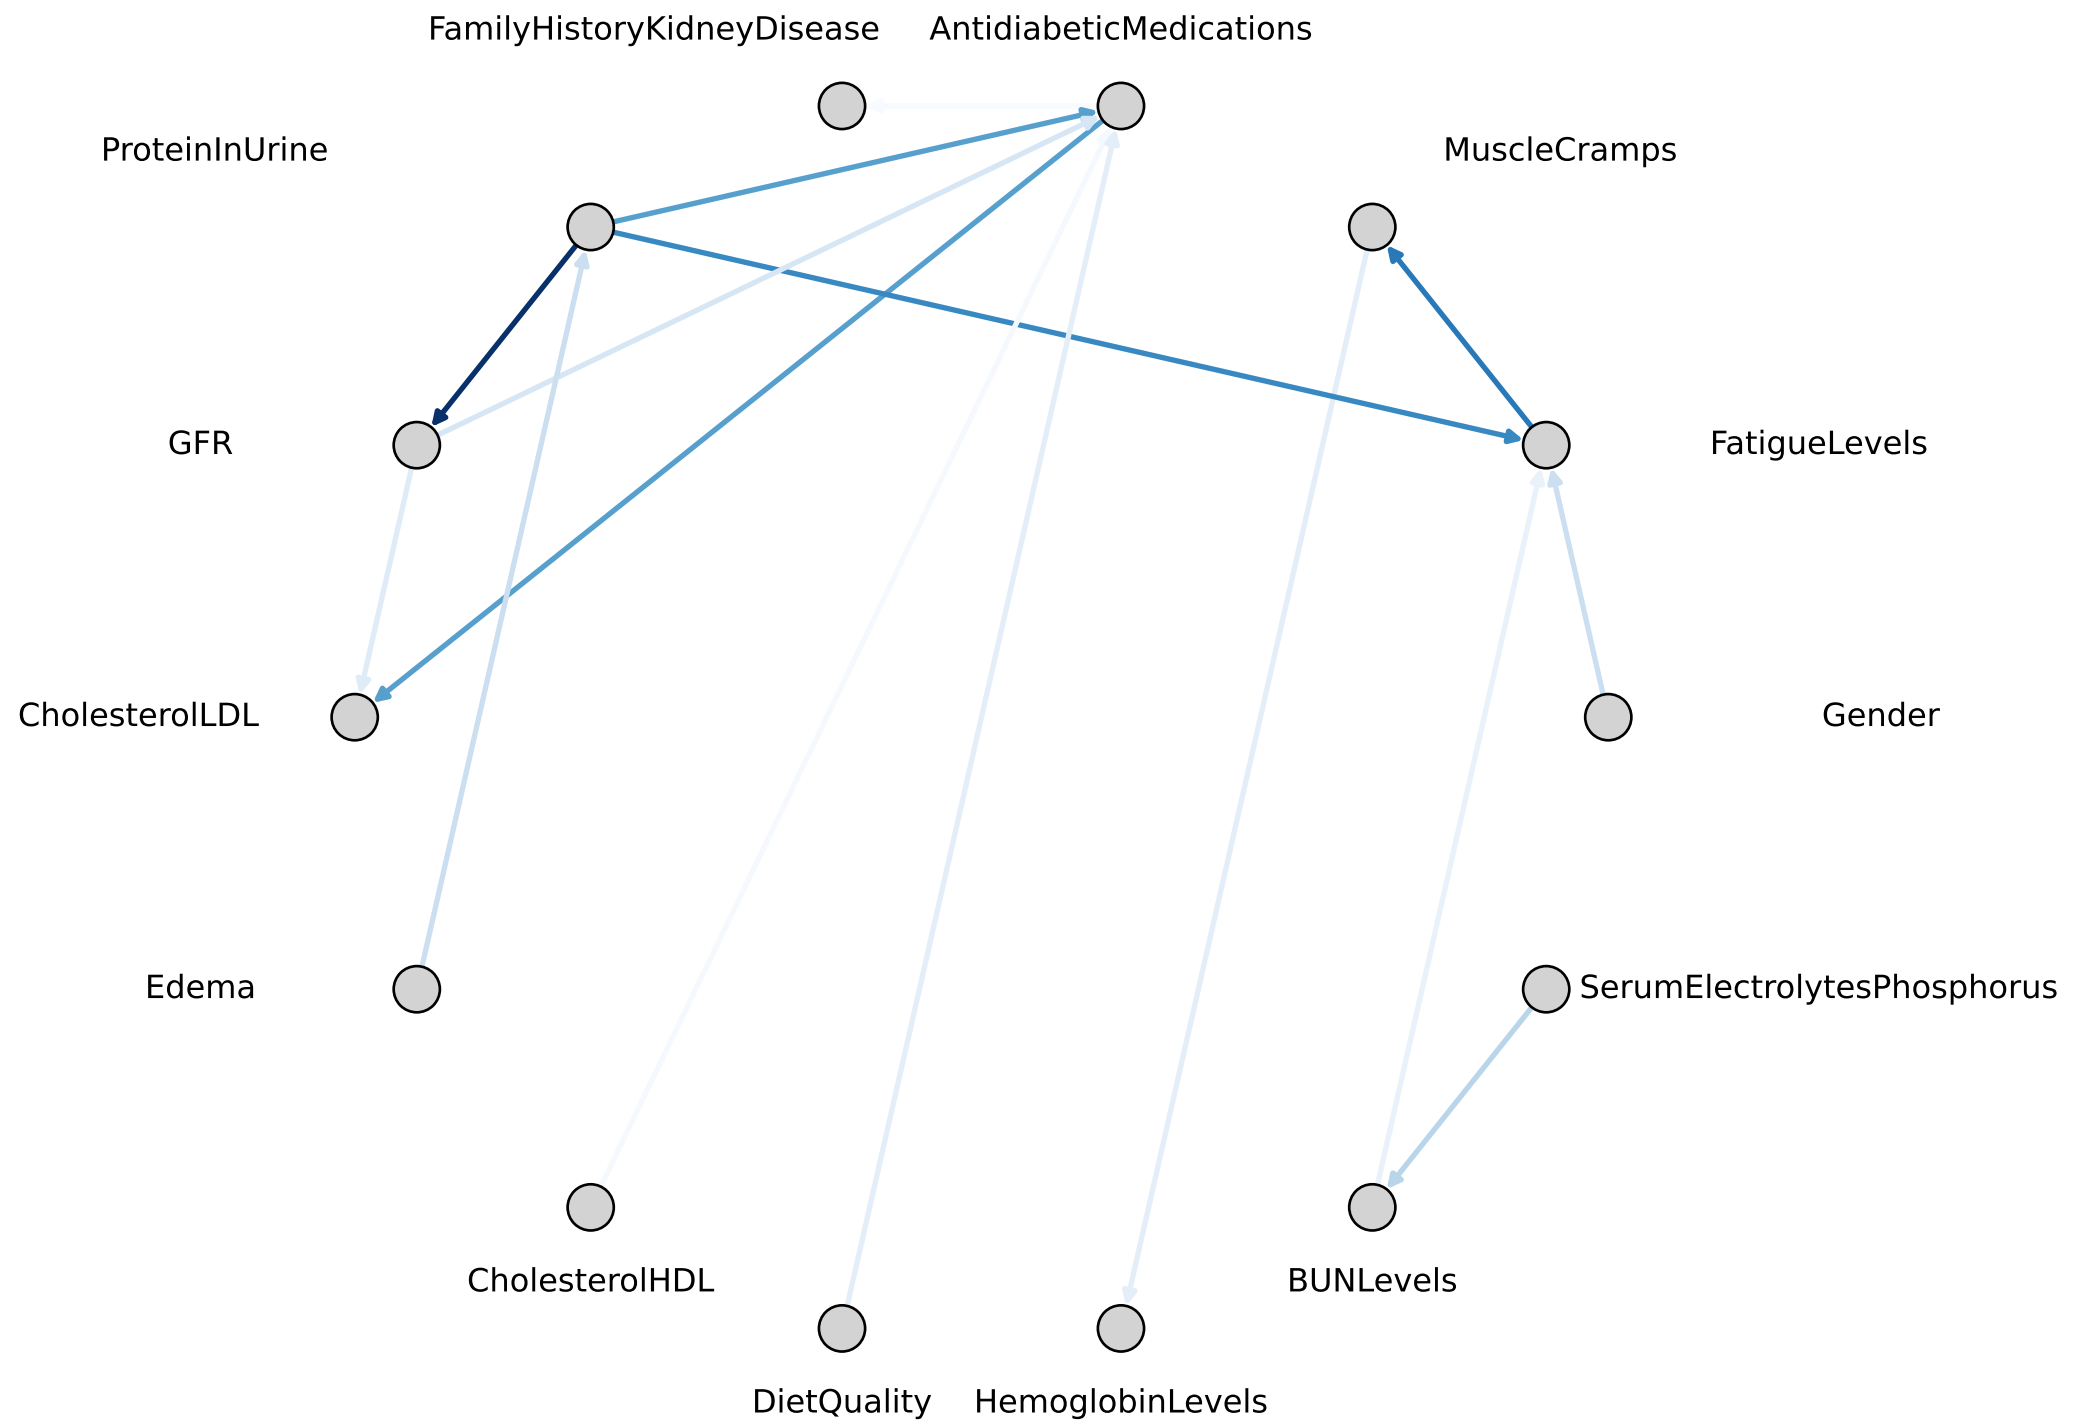 FamilyHistoryKidneyDisease
AntidiabeticMedications
ProteinInUrine
MuscleCramps
GFR
FatigueLevels
CholesterolLDL
Gender
Edema
SerumElectrolytesPhosphorus
CholesterolHDL
BUNLevels
DietQuality
HemoglobinLevels